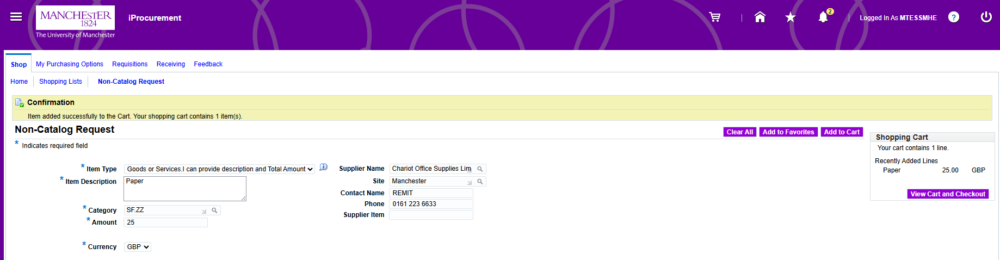 MANCHESTER
1824
The University of Manchester
iProcurement
2
Logged In As MTESSMHE
?
Shop My Purchasing Options Requisitions Receiving Feedback
Home Shopping Lists Non-Catalog Request
Confirmation
Item added successfully to the Cart. Your shopping cart contains 1 item(s).
Non-Catalog Request
Clear All Add to Favorites Add to Cart
* Indicates required field
* Item Type Goods or Services.I can provide description and Total Amount
* Item Description Paper
* Category SF.ZZ
* Amount 25
* Currency GBP
Supplier Name Chariot Office Supplies Lim
Site Manchester
Contact Name REMIT
Phone 0161 223 6633
Supplier Item
Shopping Cart
Your cart contains 1 line.
Recently Added Lines
Paper 25.00 GBP
View Cart and Checkout